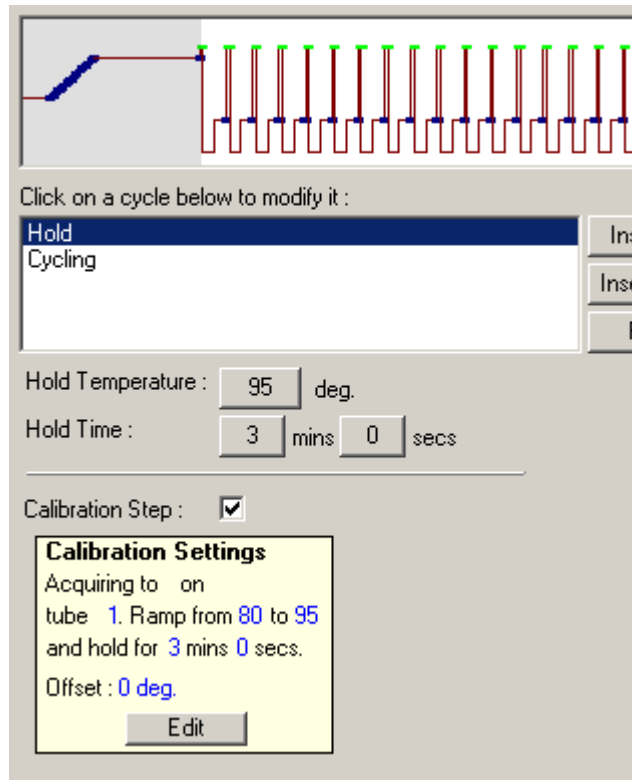 Click on a cycle below to modify it :
Hold
Cycling
Hold Temperature : 95 deg.
Hold Time : 3 mins 0 secs
Calibration Step :
Calibration Settings
Acquiring to on
tube 1. Ramp from 80 to 95
and hold for 3 mins 0 secs.
Offset : 0 deg.
Edit